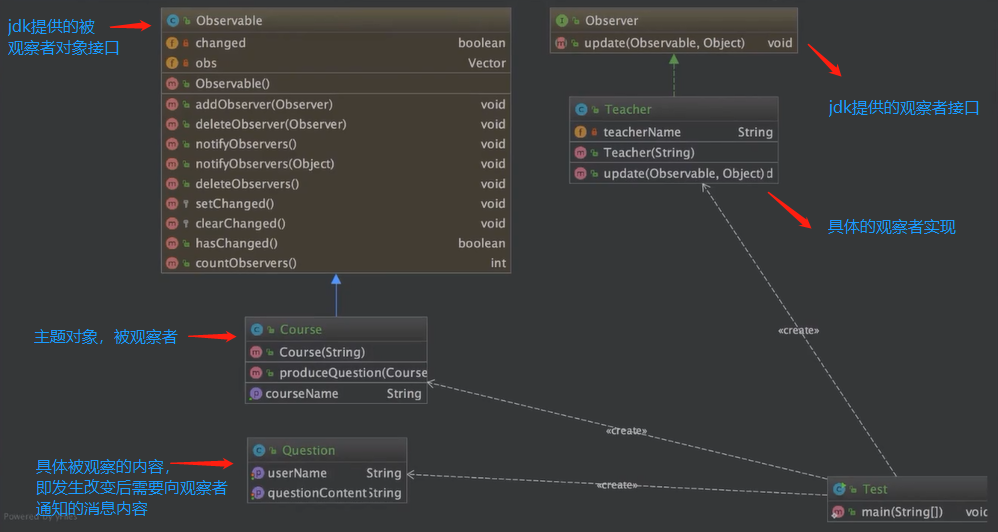 jdk提供的被
观察者对象接口
Observable
changed boolean
obs Vector
Observable()
addObserver(Observer) void
deleteObserver(Observer) void
notifyObservers() void
notifyObservers(Object) void
deleteObservers() void
setChanged() void
clearChanged() void
hasChanged() boolean
countObservers() int
Observer
update(Observable, Object) void
jdk提供的观察者接口
Teacher
teacherName String
Teacher(String)
update(Observable, Object) d
具体的观察者实现
主题对象，被观察者
Course
Course(String)
produceQuestion(Course
courseName String
«create»
«create»
«create»
具体被观察的内容，
即发生改变后需要向观察者
通知的消息内容
Question
userName String
questionContent String
Test
main(String[]) void
Powered by yFiles